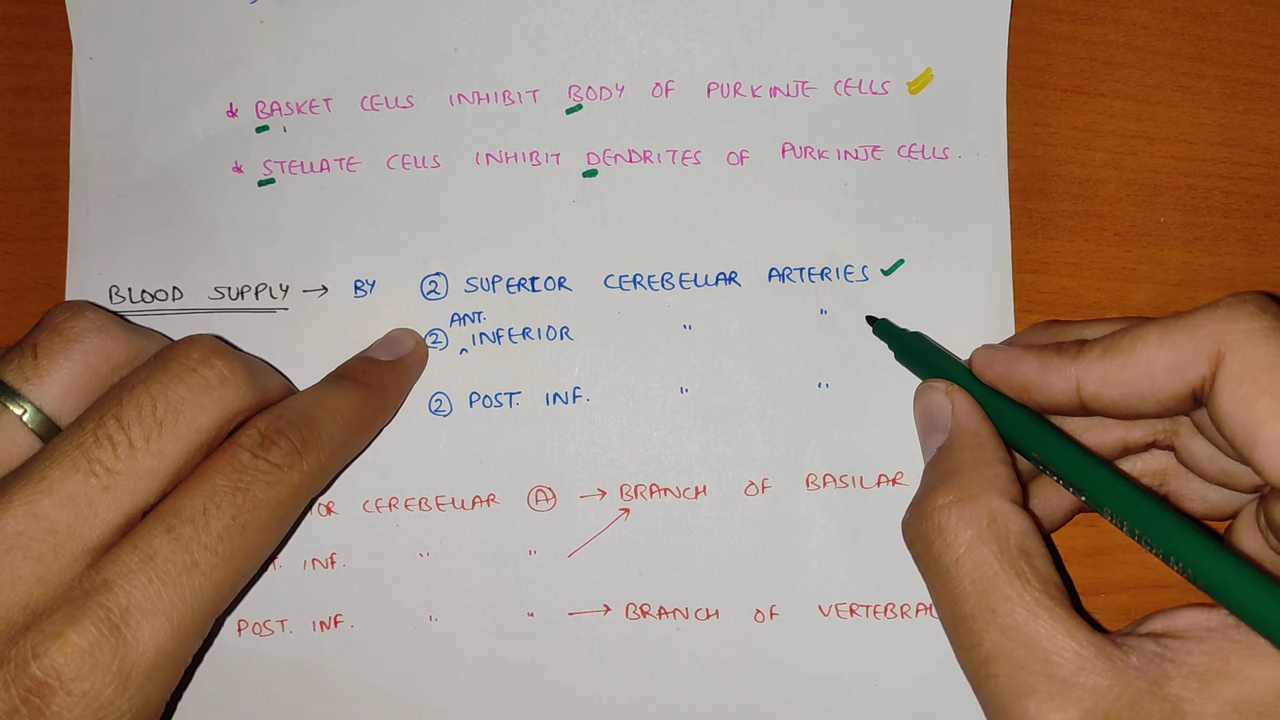 * BASKET CELLS INHIBIT BODY OF PURKINJE CELLS
* STELLATE CELLS INHIBIT DENDRITES OF PURKINJE CELLS.
BLOOD SUPPLY → BY ② SUPERIOR CEREBELLAR ARTERIES ✓
② ANT. ^ INFERIOR " "
② POST. INF. " "
CEREBELLAR Ⓐ → BRANCH OF BASILAR
INF. " "
POST. INF. " " → BRANCH OF VERTEBRAL